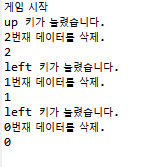 게임 시작
up 키가 눌렸습니다.
2번재 데이터를 삭제.
2
left 키가 눌렸습니다.
1번재 데이터를 삭제.
1
left 키가 눌렸습니다.
0번재 데이터를 삭제.
0